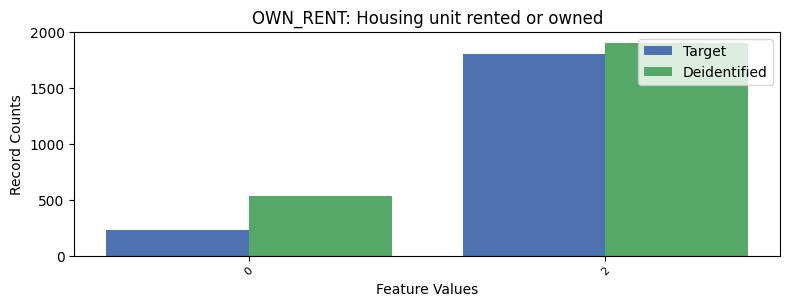 OWN_RENT: Housing unit rented or owned
Target
Deidentified
Record Counts
2000
1500
1000
500
0
0
2
Feature Values